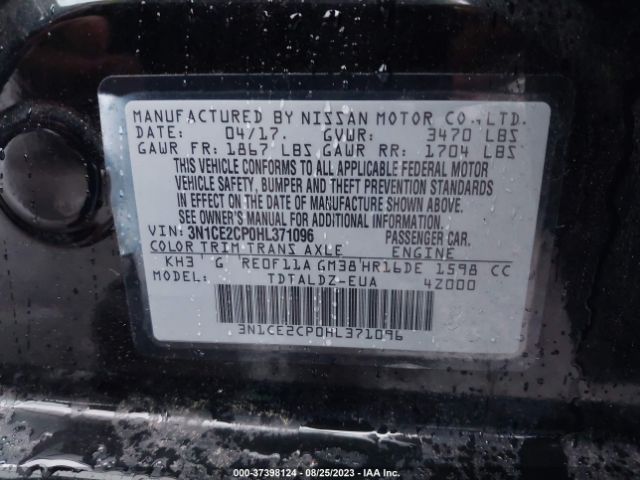 MANUFACTURED BY NISSAN MOTOR CO., LTD.
DATE: 04/17. GVWR: 3470 LBS
GAWR FR: 1867 LBS GAWR RR: 1704 LBS
THIS VEHICLE CONFORMS TO ALL APPLICABLE FEDERAL MOTOR
VEHICLE SAFETY, BUMPER AND THEFT PREVENTION STANDARDS
IN EFFECT ON THE DATE OF MANUFACTURE SHOWN ABOVE.
SEE OWNER'S MANUAL FOR ADDITIONAL INFORMATION.
VIN: 3N1CE2CP0HL371096 PASSENGER CAR.
COLOR TRIM TRANS AXLE ENGINE
KH3 G RE0F11A GM38 HR16DE 1598 CC
MODEL: TDTALDZ-EUA 4Z000
3N1CE2CP0HL371096
000-37398124 — 08/25/2023 — IAA Inc.